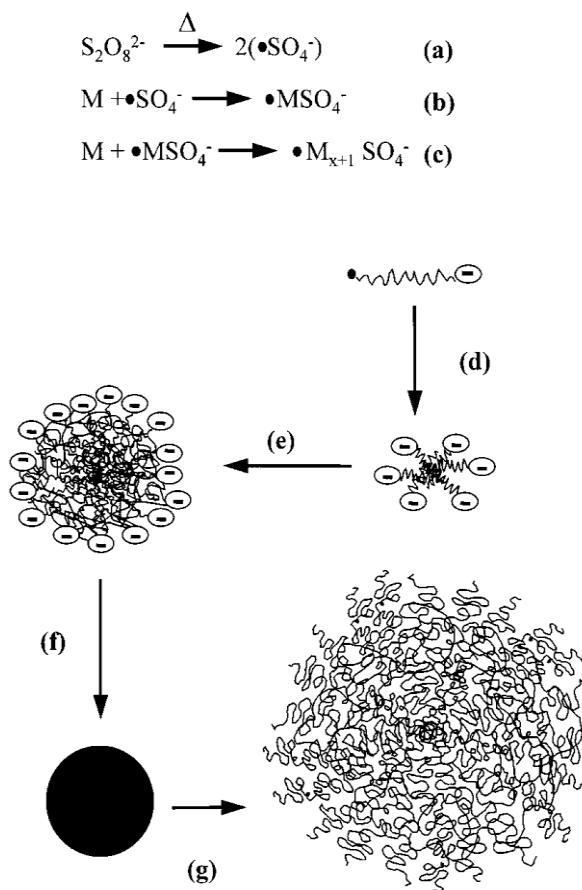 Δ
S₂O₈²⁻ → 2(•SO₄⁻) (a)
M +•SO₄⁻ → •MSO₄⁻ (b)
M + •MSO₄⁻ → •Mₓ₊₁ SO₄⁻ (c)
(d)
(e)
(f)
(g)